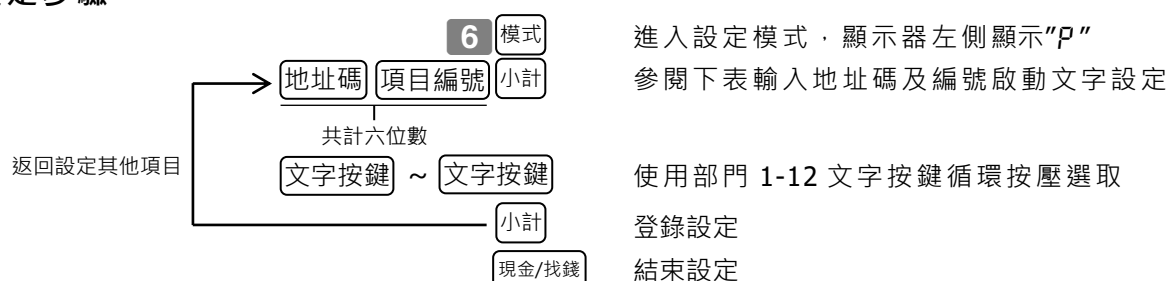 6 模式 進入設定模式，顯示器左側顯示"P"
地址碼 項目編號 小計 參閱下表輸入地址碼及編號啟動文字設定
共計六位數
返回設定其他項目
文字按鍵 ~ 文字按鍵 使用部門 1-12 文字按鍵循環按壓選取
小計 登錄設定
現金/找錢 結束設定